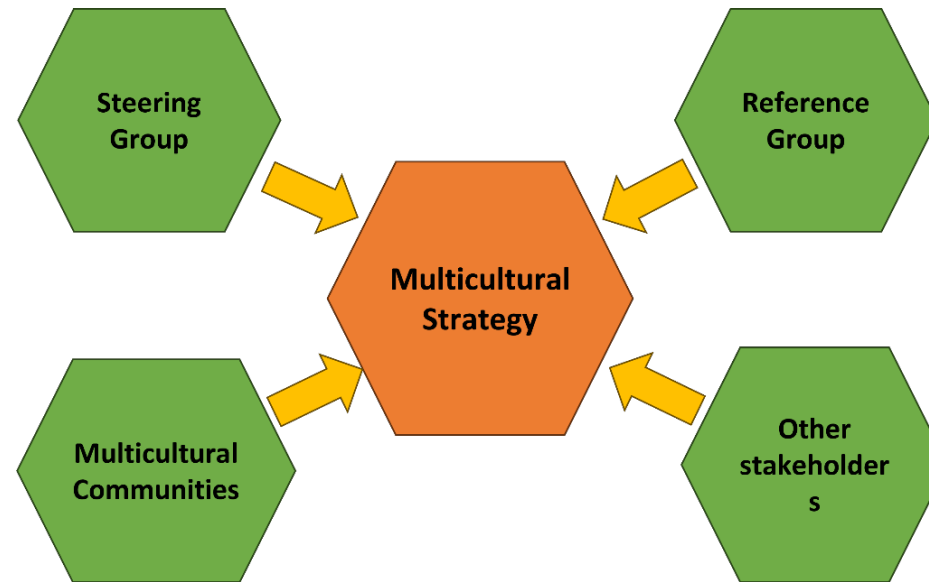 Steering
Group
Reference
Group
Multicultural
Strategy
Multicultural
Communities
Other
stakeholder
s